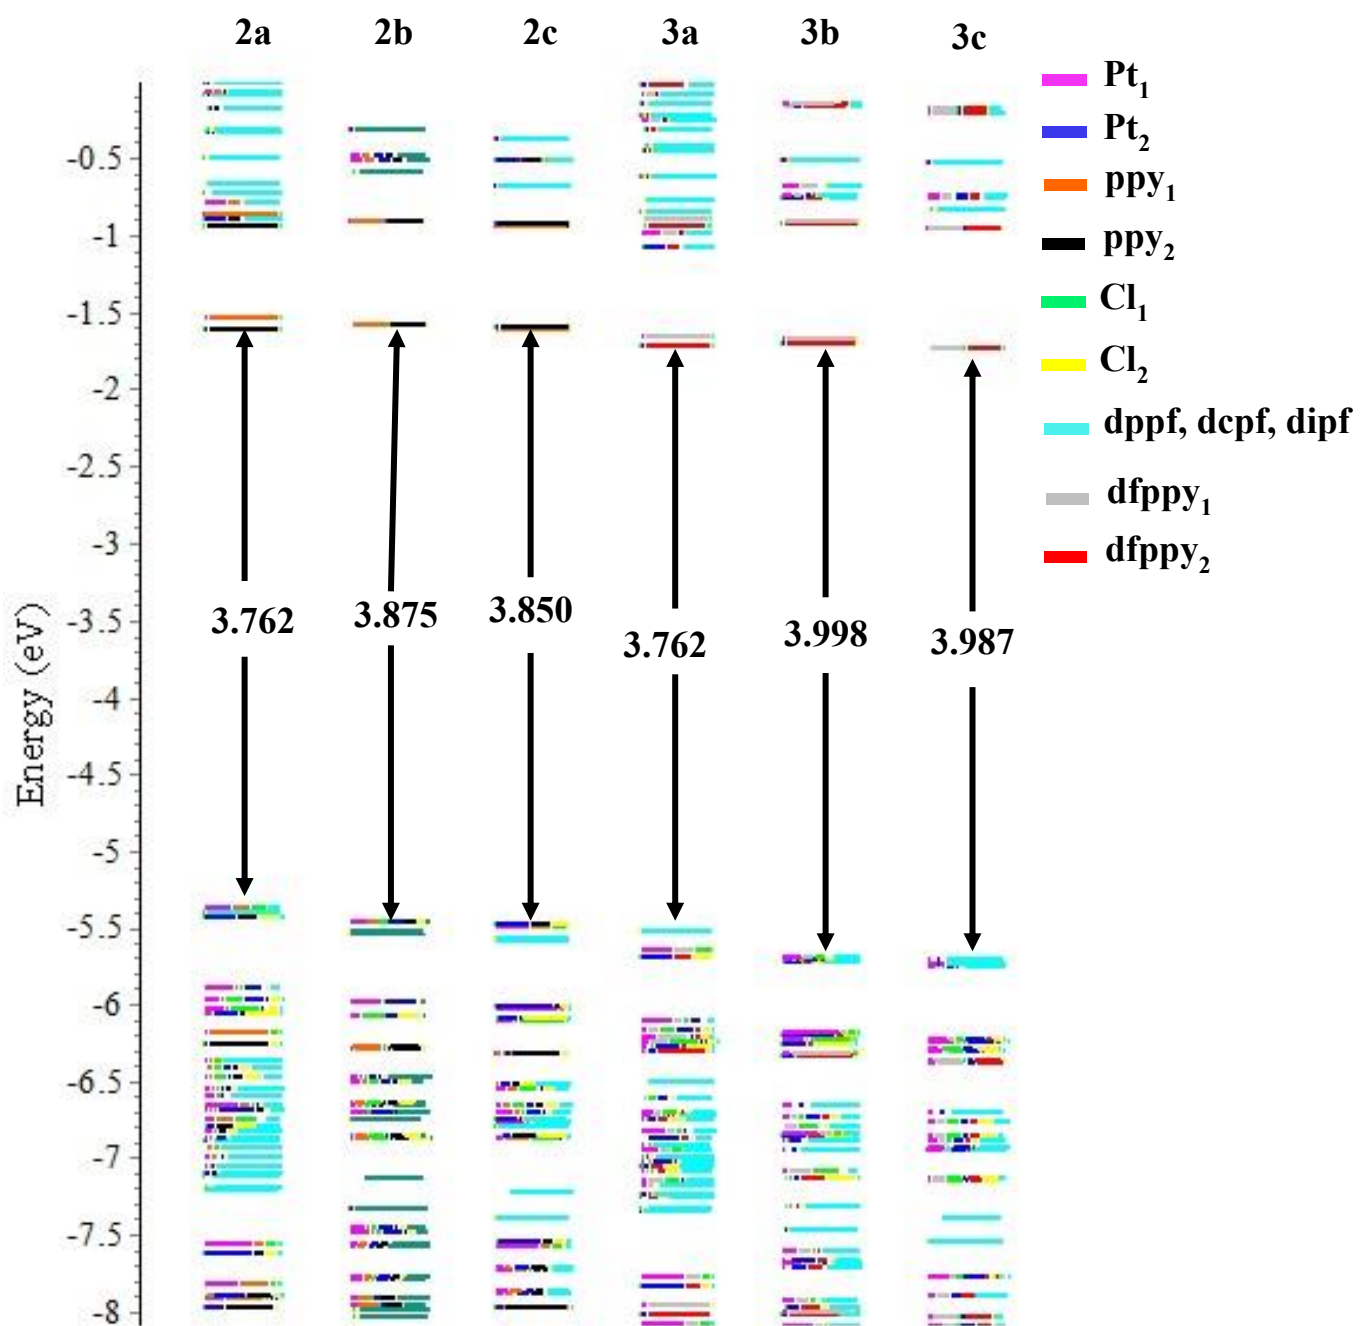 2a 2b 2c 3a 3b 3c
Pt1
Pt2
ppy1
ppy2
Cl1
Cl2
dppf, dcpf, dipf
dfppy1
dfppy2
-0.5
-1
-1.5
-2
-2.5
-3
-3.5
-4
-4.5
-5
-5.5
-6
-6.5
-7
-7.5
-8
Energy (eV)
3.762 3.875 3.850 3.762 3.998 3.987